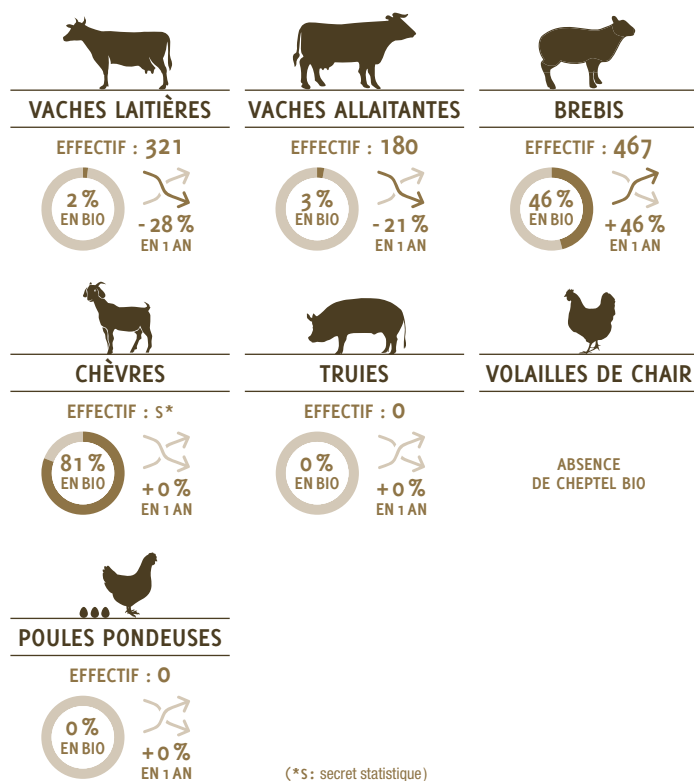 VACHES LAITIÈRES
EFFECTIF : 321
2 %
EN BIO
- 28 %
EN 1 AN
VACHES ALLAITANTES
EFFECTIF : 180
3 %
EN BIO
- 21 %
EN 1 AN
BREBIS
EFFECTIF : 467
46 %
EN BIO
+ 46 %
EN 1 AN
CHÈVRES
EFFECTIF : S*
81 %
EN BIO
+ 0 %
EN 1 AN
TRUIES
EFFECTIF : 0
0 %
EN BIO
+ 0 %
EN 1 AN
VOLAILLES DE CHAIR
ABSENCE
DE CHEPTEL BIO
POULES PONDEUSES
EFFECTIF : 0
0 %
EN BIO
+ 0 %
EN 1 AN
(*S : secret statistique)